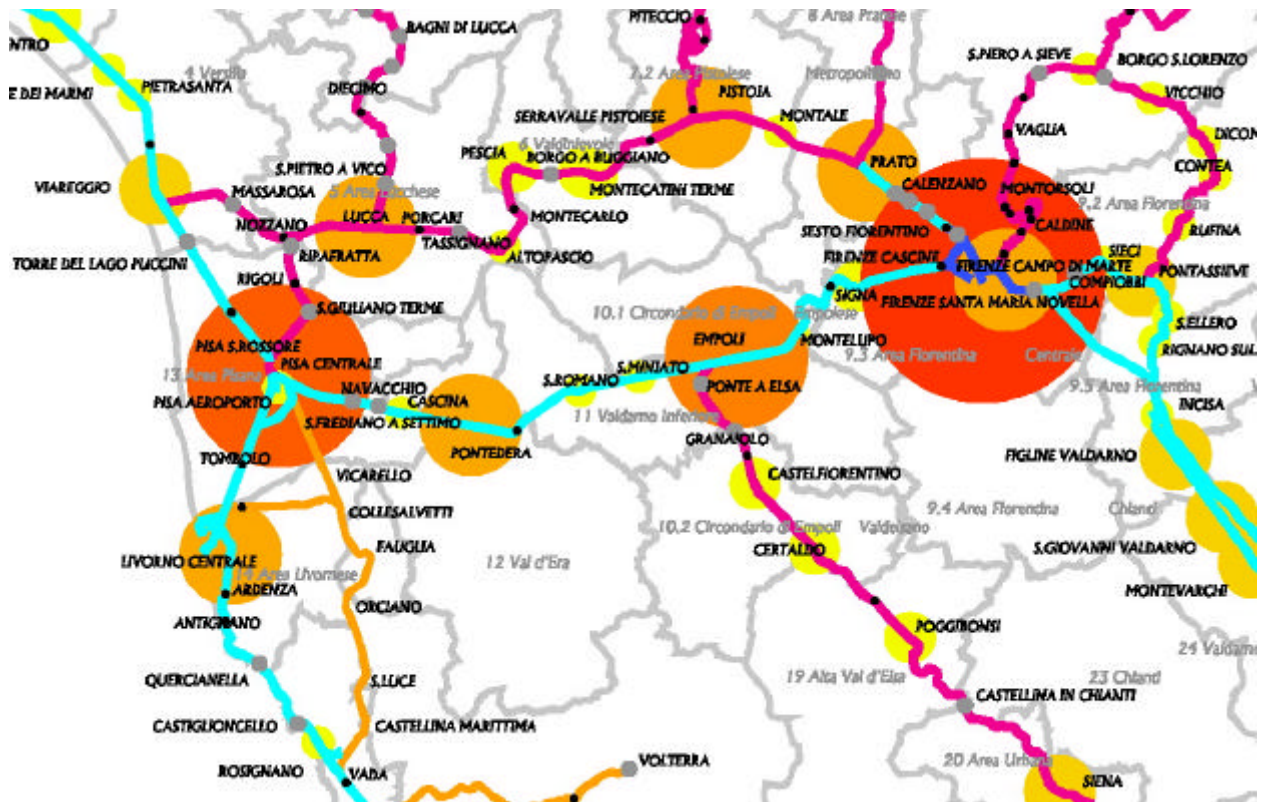 PITECCIO
8 Area Pratese
BAGNI DI LUCCA
ENTRO
S.PIERO A SIEVE
BORGO S.LORENZO
4 Versilia
7.2 Area Pistoiese
Metropolitano
PIETRASANTA
E DEI MARMI
DIECIMO
PISTOIA
VICCHIO
SERRAVALLE PISTOIESE
MONTALE
VAGLIA
DICOM
6 Valdinievole
PESCIA
BORGO A BUGGIANO
PRATO
CONTEA
S.PIETRO A VICO
VIAREGGIO
MASSAROSA
5 Area Lucchese
MONTECATINI TERME
CALENZANO
MONTORSOLI
9.2 Area Fiorentina
NOZZANO
LUCCA
PORCARI
MONTECARLO
SESTO FIORENTINO
CALDINE
RUFINA
TASSIGNANO
RIPAFRATTA
ALTOPASCIO
FIRENZE CASCINE
SIECI
TORRE DEL LAGO PUCCINI
FIRENZE CAMPO DI MARTE
PONTASSIEVE
RIGOLI
COMPIOBBI
SIGNA
FIRENZE SANTA MARIA NOVELLA
S.GIULIANO TERME
10.1 Circondario di Empoli
Empolese
S.ELLERO
PISA S.ROSSORE
EMPOLI
MONTELUPO
RIGNANO SUL
PISA CENTRALE
9.3 Area Fiorentina
Centrale
13 Area Pisana
S.MINIATO
NAVACCHIO
S.ROMANO
PONTE A ELSA
9.5 Area Fiorentina
V
PISA AEROPORTO
CASCINA
INCISA
S.FREDIANO A SETTIMO
11 Valdarno Inferiore
GRANAIOLO
TOMBOLO
PONTEDERA
FIGLINE VALDARNO
VICARELLO
CASTELFIORENTINO
COLLESALVETTI
9.4 Area Fiorentina
Chianti
10.2 Circondario di Empoli
Valdelsano
FAUGLIA
CERTALDO
S.GIOVANNI VALDARNO
LIVORNO CENTRALE
12 Val d'Era
14 Area Livornese
ARDENZA
MONTEVARCHI
ORCIANO
ANTIGNANO
POGGIBONSI
24 Valdarno
QUERCIANELLA
S.LUCE
19 Alta Val d'Elsa
23 Chianti
CASTELLINA IN CHIANTI
CASTIGLIONCELLO
CASTELLINA MARITTIMA
VOLTERRA
20 Area Urbana
ROSIGNANO
VADA
SIENA